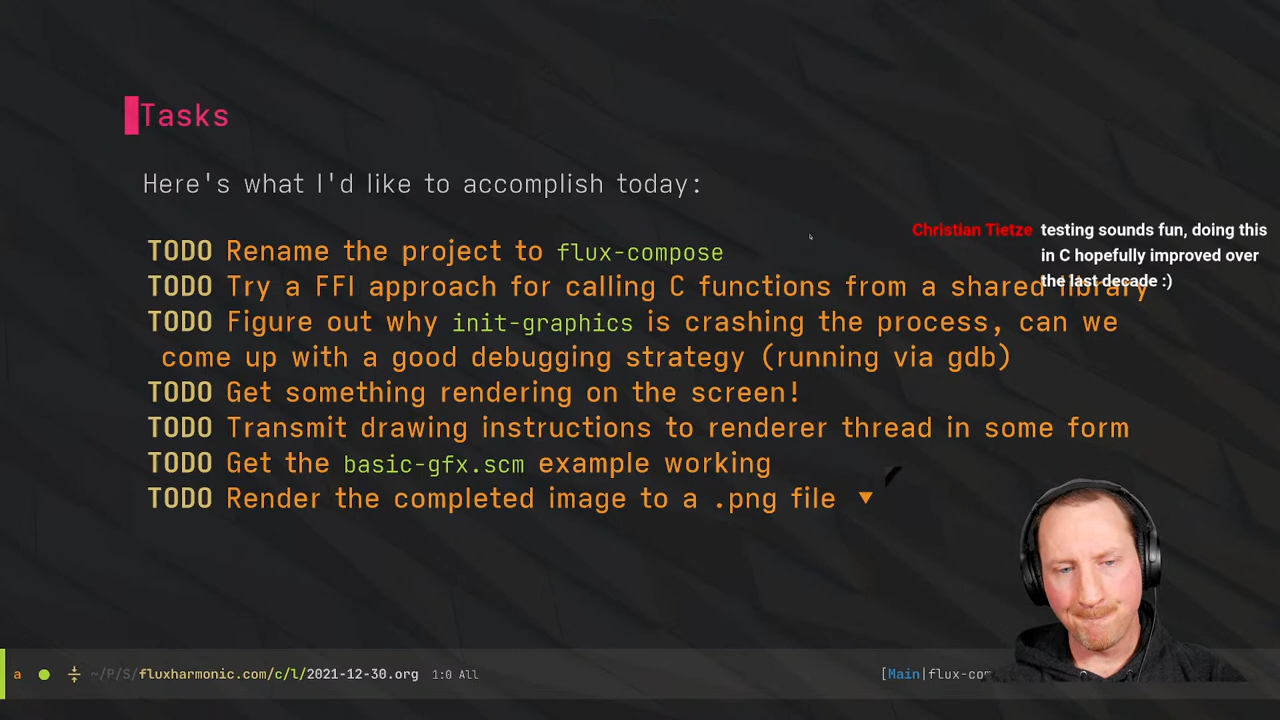 Tasks
Here's what I'd like to accomplish today:
Christian Tietze testing sounds fun, doing this
in C hopefully improved over
the last decade :)
TODO Rename the project to flux-compose
TODO Try a FFI approach for calling C functions from a shared library
TODO Figure out why init-graphics is crashing the process, can we
come up with a good debugging strategy (running via gdb)
TODO Get something rendering on the screen!
TODO Transmit drawing instructions to renderer thread in some form
TODO Get the basic-gfx.scm example working
TODO Render the completed image to a .png file ▼
a ~/P/S/fluxharmonic.com/c/l/2021-12-30.org 1:0 All [Main|flux-com